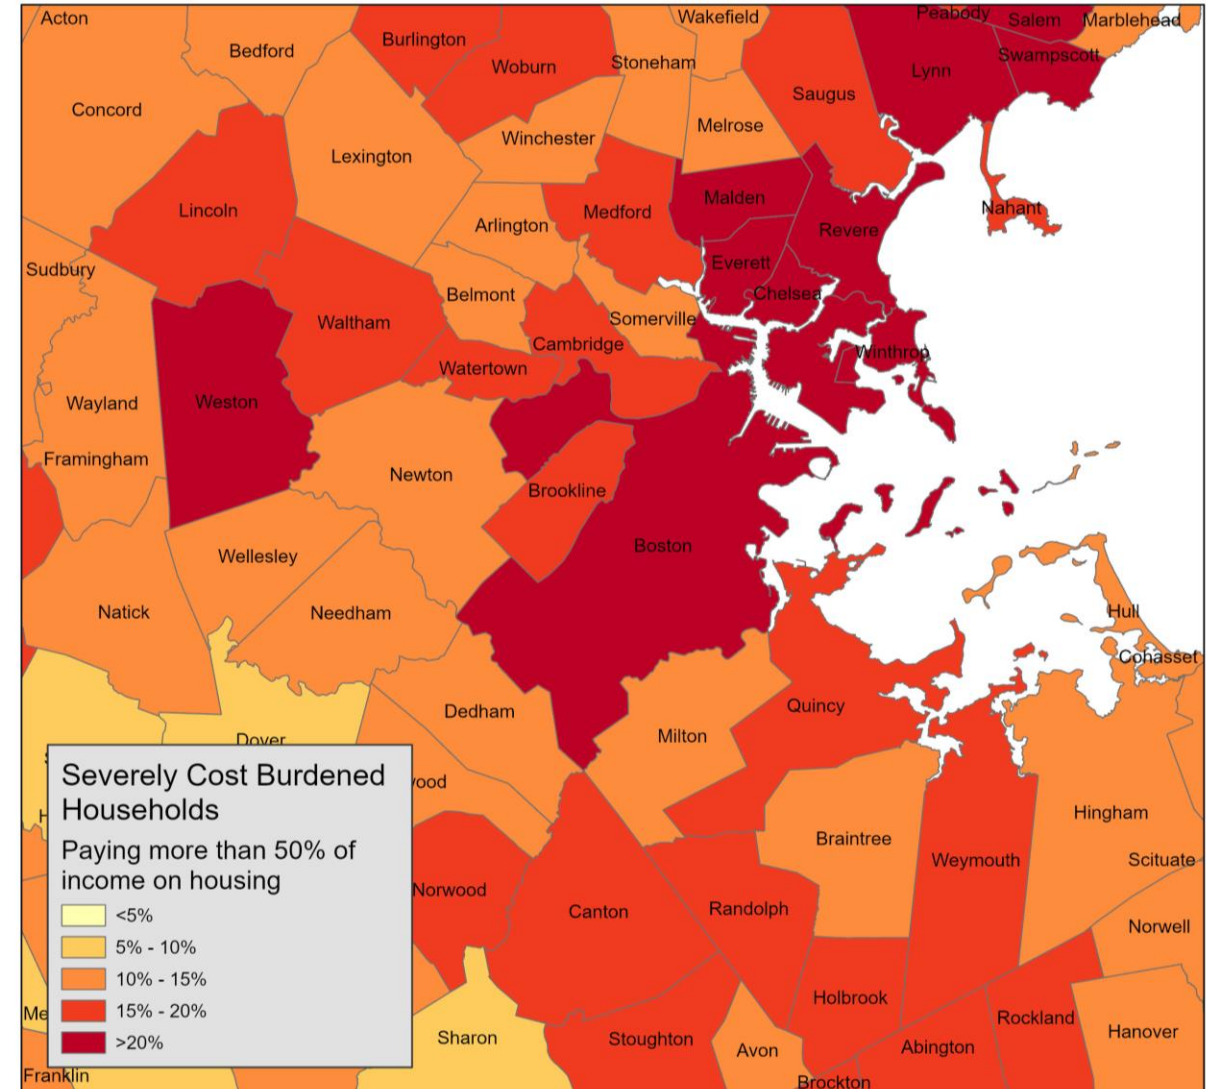 Acton
Wakefield
Peabody
Salem
Marblehead
Bedford
Burlington
Woburn
Stoneham
Swampscott
Lynn
Concord
Saugus
Winchester
Melrose
Lexington
Lincoln
Malden
Medford
Nahant
Arlington
Revere
Sudbury
Everett
Belmont
Chelsea
Waltham
Somerville
Cambridge
Winthrop
Watertown
Wayland
Weston
Framingham
Newton
Brookline
Boston
Wellesley
Natick
Needham
Hull
Cohasset
Dedham
Quincy
Milton
Dover
wood
Hingham
Braintree
Weymouth
Scituate
Norwood
Canton
Randolph
Norwell
Holbrook
Rockland
Me
Sharon
Stoughton
Avon
Abington
Hanover
Franklin
Brockton
Severely Cost Burdened
Households
Paying more than 50% of
income on housing
<5%
5% - 10%
10% - 15%
15% - 20%
>20%